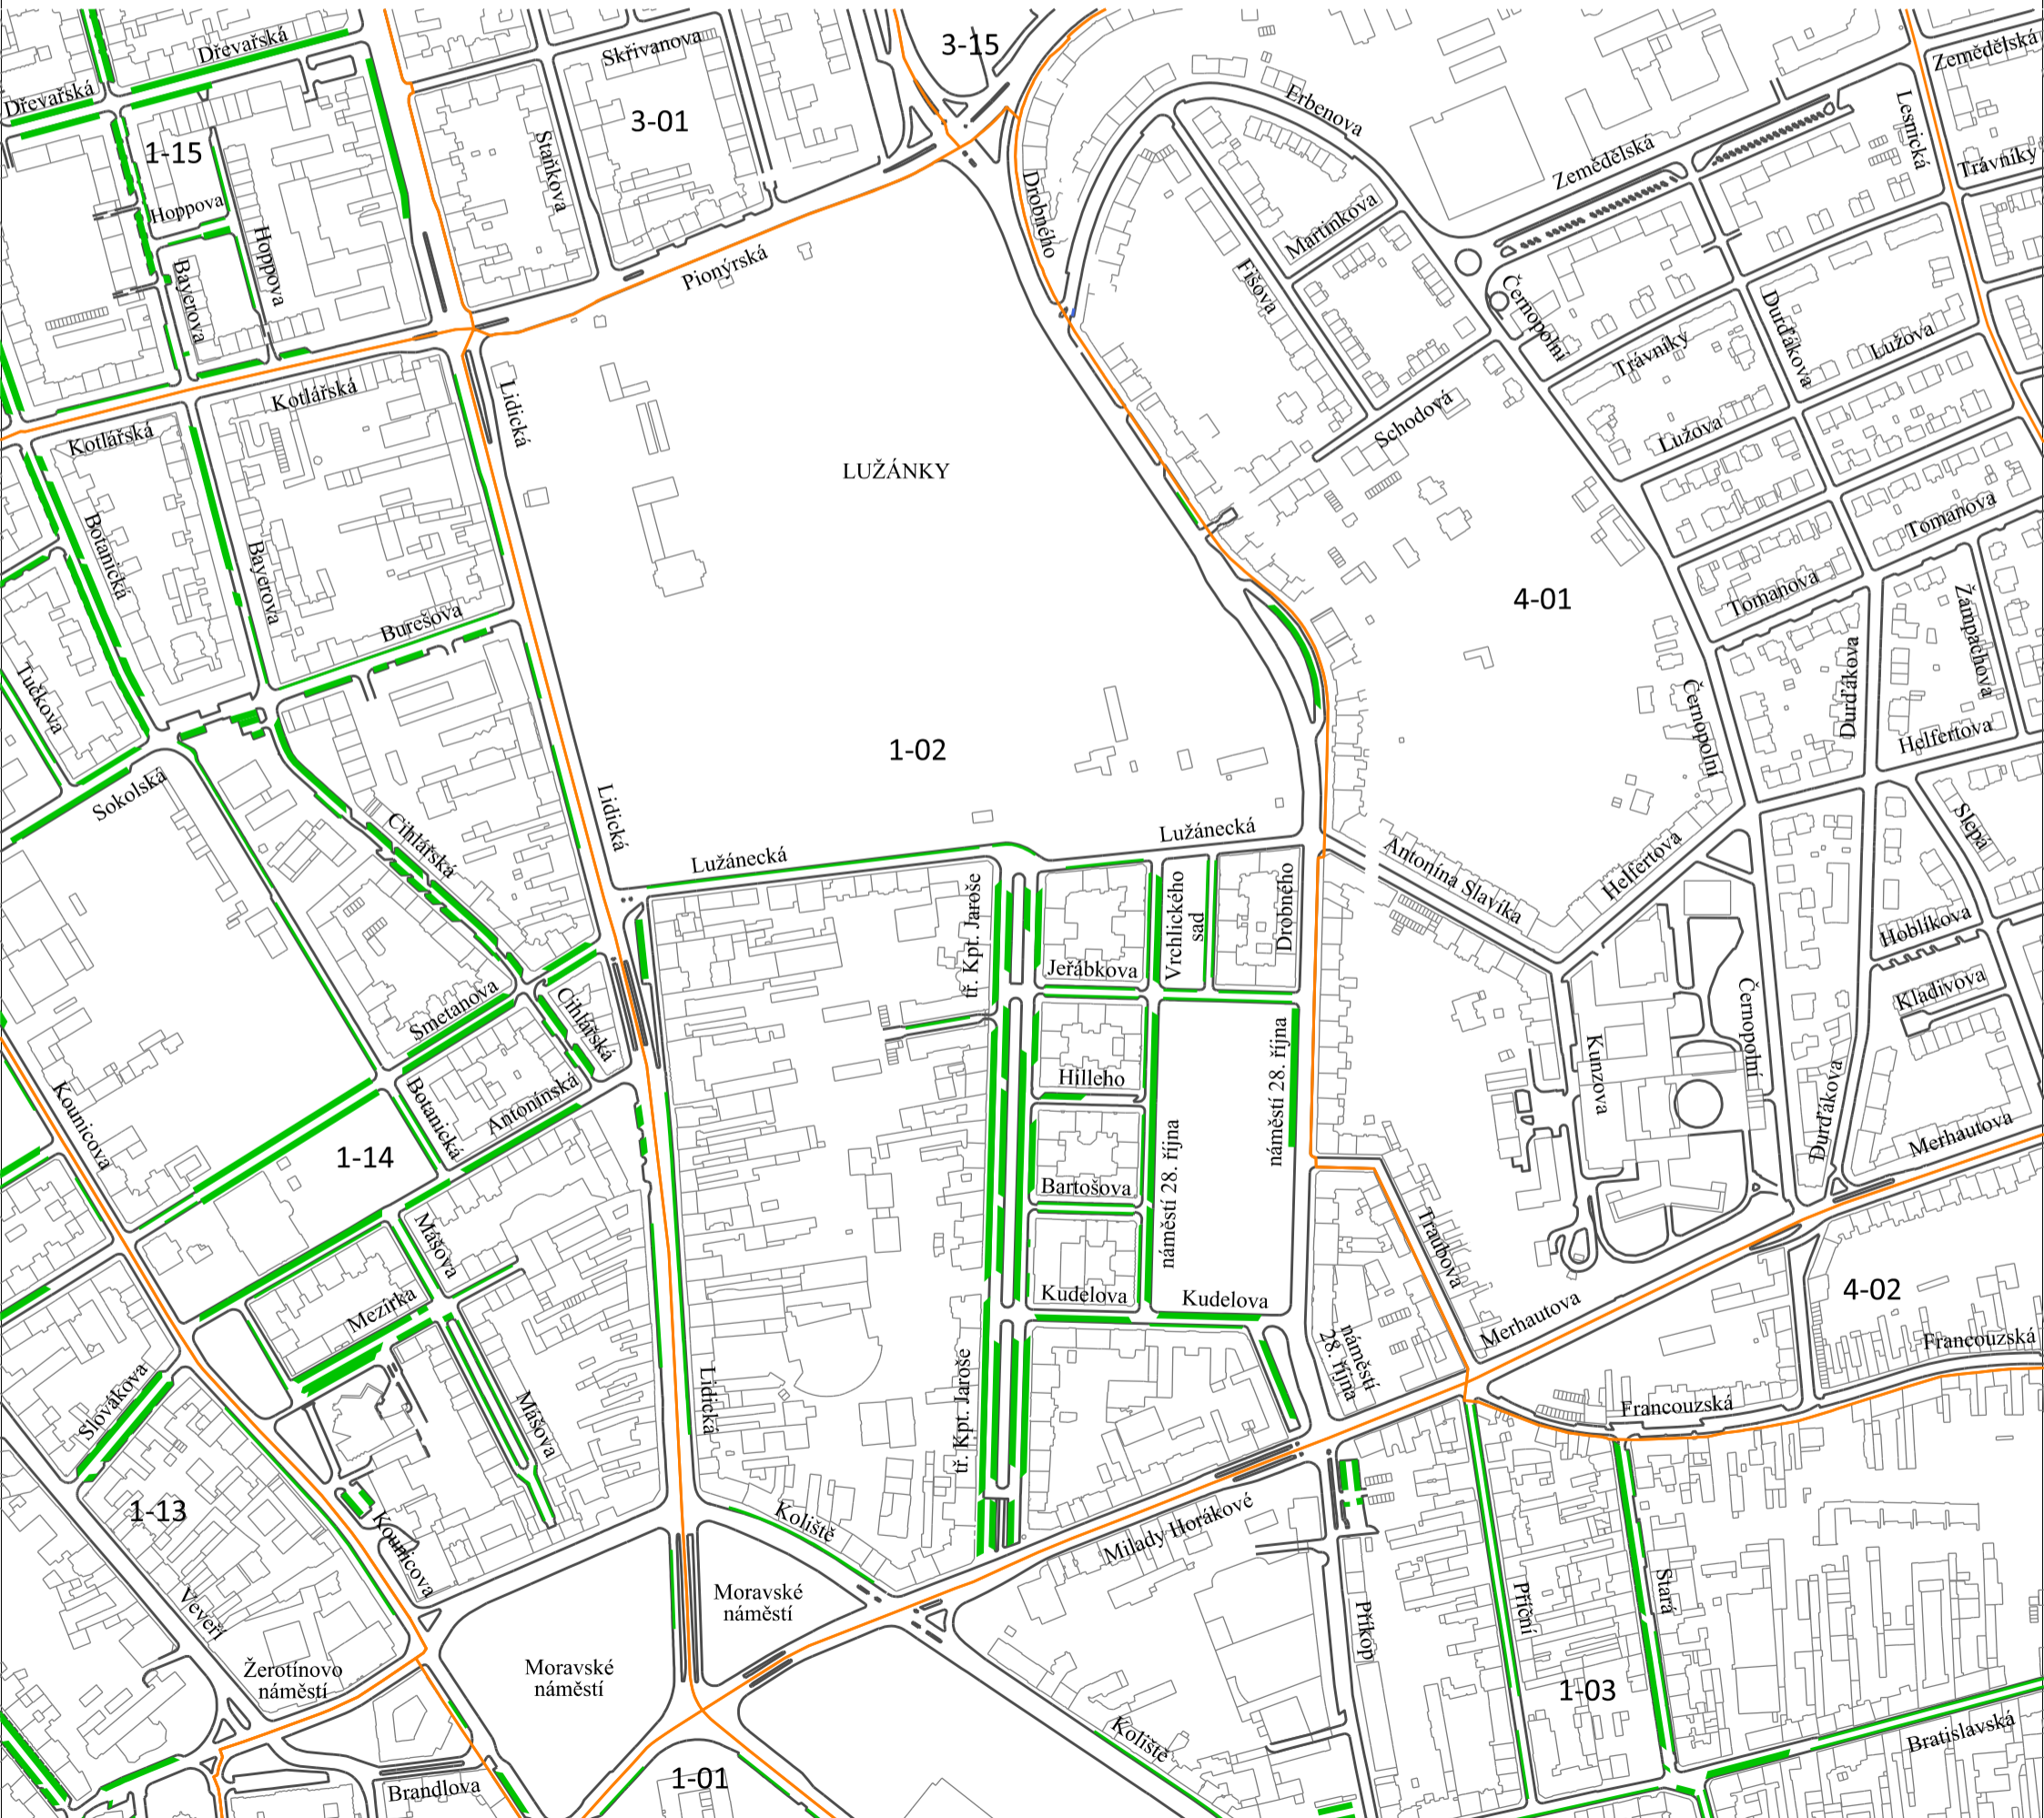 Dřevařská
Skřivanova
3-15
Zemědělská
Dřevařská
3-01
Erbenova
Lesnická
1-15
Staňkova
Zemědělská
Trávníky
Hoppova
Drobného
Martinkova
Hoppova
Pionýrská
Fišova
Bayerova
Černopolní
Durďákova
Trávníky
Lužova
Kotlářská
Lidická
Schodová
Kotlářská
Lužova
LUŽÁNKY
Botanická
Bayerova
Tomanova
Tomanova
4-01
Žampachova
Burešova
Tučkova
Durďákova
Černopolní
Helfertova
1-02
Sokolská
Lidická
Cihlářská
Lužánecká
Lužánecká
Slepá
Antonína Slavíka
Helfertova
tř. Kpt. Jaroše
Vrchlického
sad
Drobného
Hoblíkova
Jeřábkova
Smetanova
Cihlářská
Kladivova
Černopolní
náměstí 28. října
Kunzova
Hilleho
Kounicova
Botanická
Antonínská
Durďákova
Merhautova
1-14
náměstí 28. října
Bartošova
Mášova
Traubova
Mezírka
Kudelova
Kudelova
4-02
Merhautova
Francouzská
náměstí
28. října
Slovákova
Lidická
tř. Kpt. Jaroše
Mášova
Francouzská
1-13
Koliště
Milady Horákové
Kounicova
Veveří
Moravské
náměstí
Příkop
Příční
Stará
Žerotínovo
náměstí
Moravské
náměstí
1-03
Koliště
Bratislavská
1-01
Brandlova